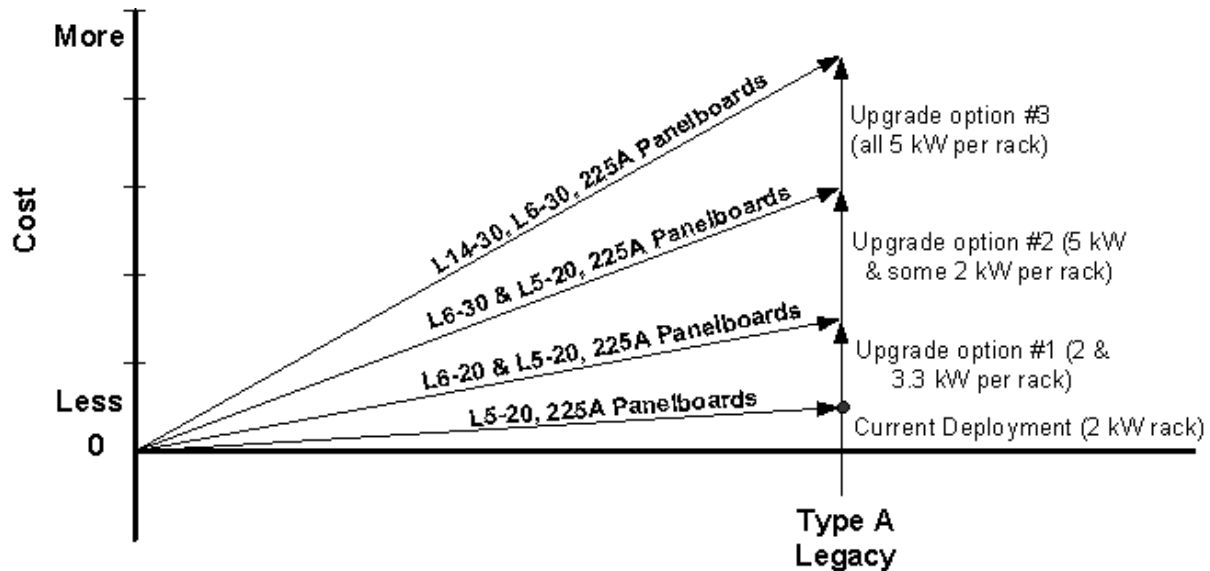 More
Cost
Less
0
L14-30, L6-30, 225A Panelboards
L6-30 & L5-20, 225A Panelboards
L6-20 & L5-20, 225A Panelboards
L5-20, 225A Panelboards
Upgrade option #3
(all 5 kW per rack)
Upgrade option #2 (5 kW
& some 2 kW per rack)
Upgrade option #1 (2 &
3.3 kW per rack)
Current Deployment (2 kW rack)
Type A
Legacy